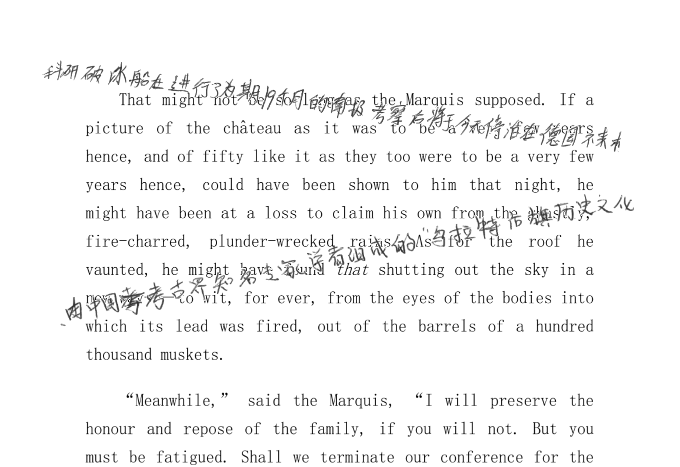 科研破冰船在进行了为期19个月的南极考察后将于今天停泊在德国不来
That might not be so long as the Marquis supposed. If a
picture of the château as it was to be a very few years
hence, and of fifty like it as they too were to be a very few
years hence, could have been shown to him that night, he
might have been at a loss to claim his own from the ghastly,
fire-charred, plunder-wrecked rains. As for the roof he
vaunted, he might have found that shutting out the sky in a
new way—to wit, for ever, from the eyes of the bodies into
which its lead was fired, out of the barrels of a hundred
thousand muskets.
由中国考古界知名专家学者组成的“乌拉特后旗历史文化
“Meanwhile,” said the Marquis, “I will preserve the
honour and repose of the family, if you will not. But you
must be fatigued. Shall we terminate our conference for the